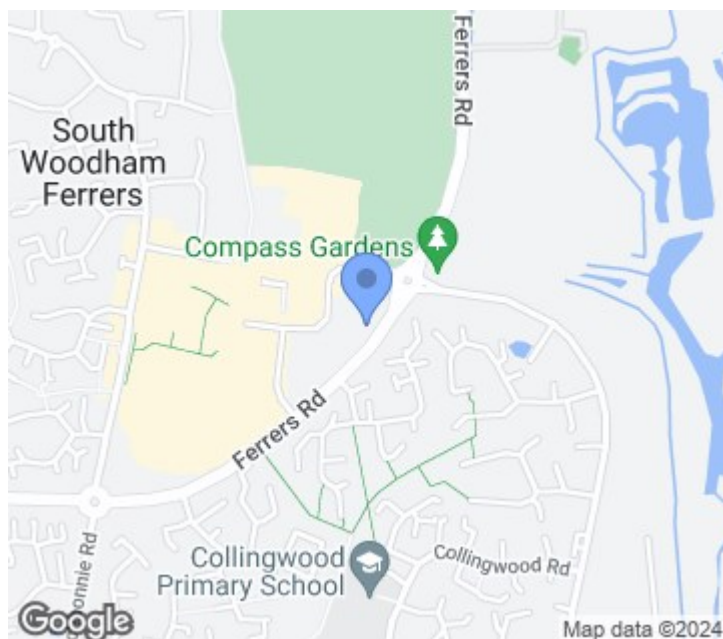 Ferrers Rd
South
Woodham
Ferrers
Compass Gardens
Ferrers Rd
Collingwood
Primary School
Collingwood Rd
onnie Rd
Google
Map data ©2024